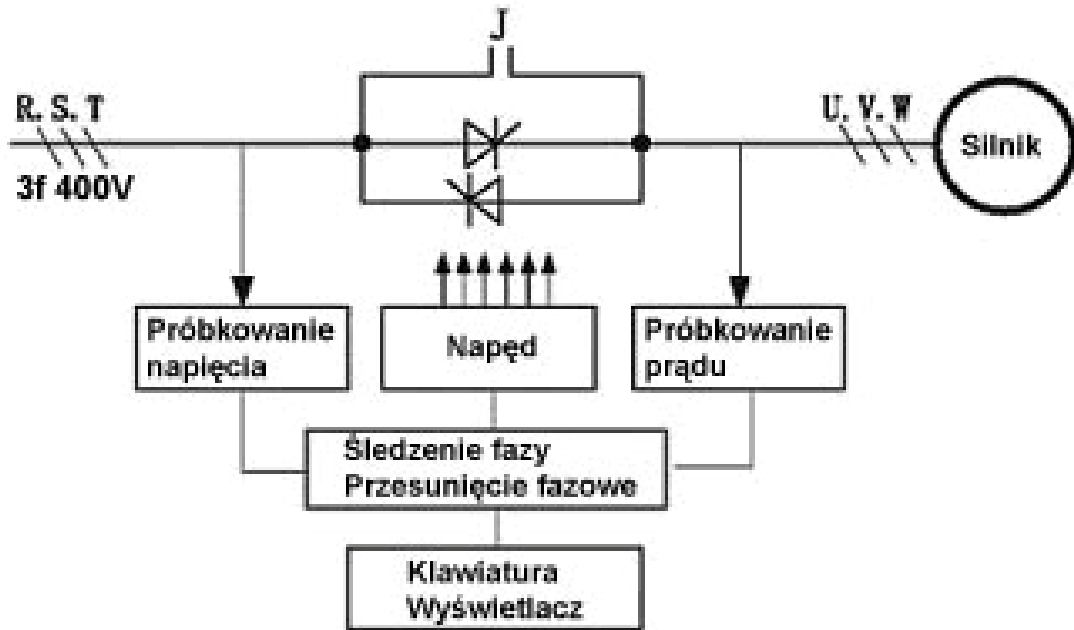 J
R. S. T
U. V. W
3f 400V
Silnik
Próbkowanie
napięcia
Napęd
Próbkowanie
prądu
Śledzenie fazy
Przesunięcie fazowe
Klawiatura
Wyświetlacz